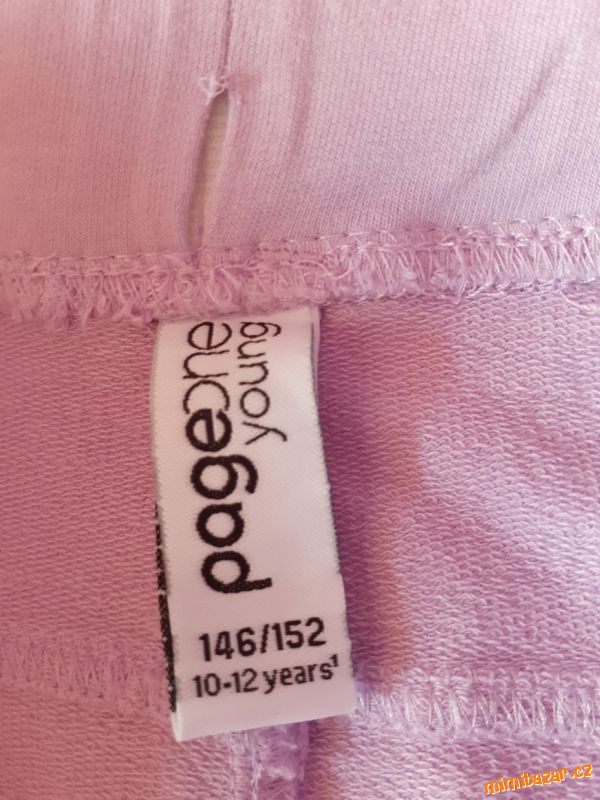 pageone
young
146/152
10-12 years¹
mimibazar.cz